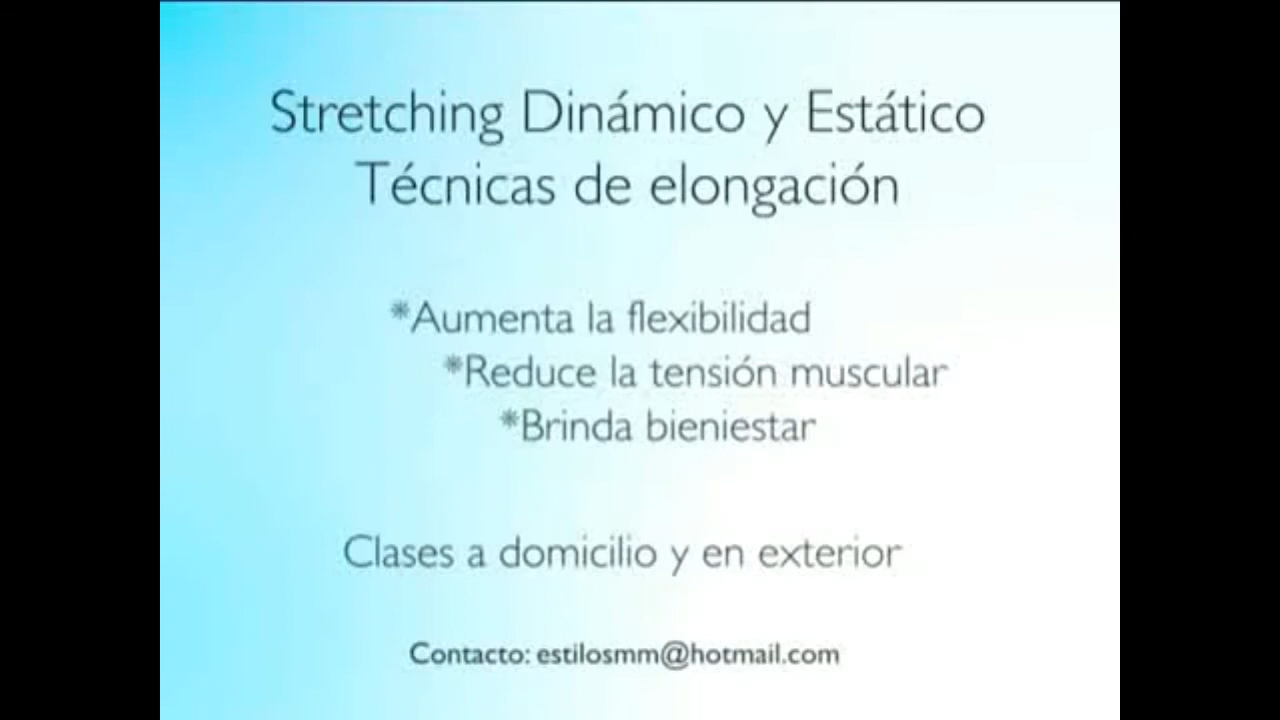 Stretching Dinámico y Estático
Técnicas de elongación
*Aumenta la flexibilidad
*Reduce la tensión muscular
*Brinda bieniestar
Clases a domicilio y en exterior
Contacto: estilosmm@hotmail.com